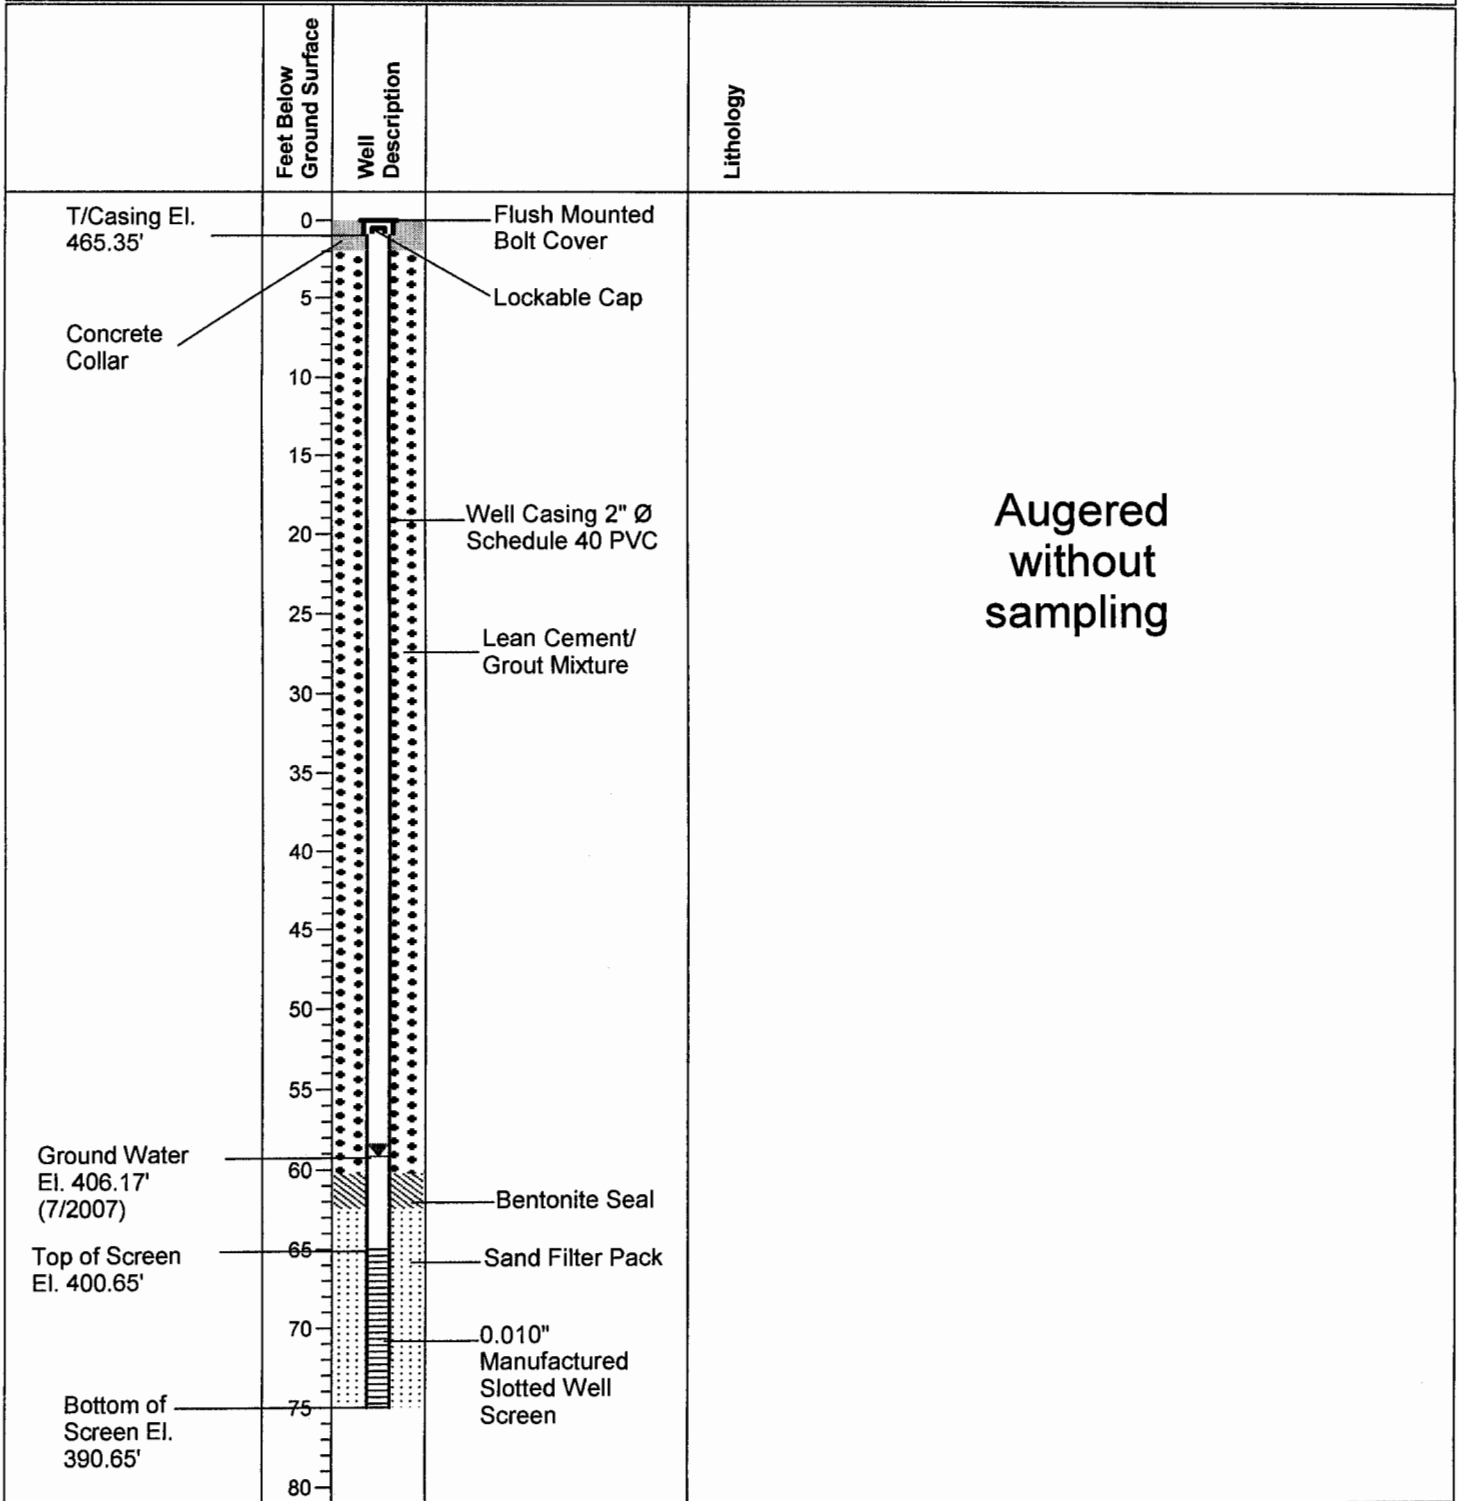 Feet Below
Ground Surface
Well
Description
Lithology
T/Casing El.
465.35'
Concrete
Collar
0
Flush Mounted
Bolt Cover
Lockable Cap
5
10
15
Well Casing 2" Ø
Schedule 40 PVC
20
25
Lean Cement/
Grout Mixture
30
35
40
45
50
55
Ground Water
El. 406.17'
(7/2007)
60
Bentonite Seal
Top of Screen
El. 400.65'
65
Sand Filter Pack
70
0.010"
Manufactured
Slotted Well
Screen
Bottom of
Screen El.
390.65'
75
80
Augered
without
sampling